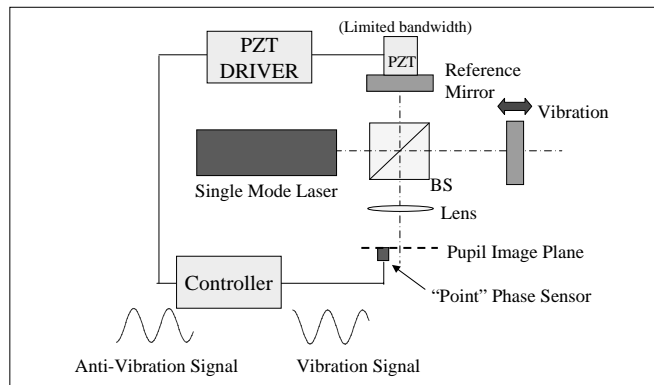 (Limited bandwidth)
PZT
DRIVER
PZT
Reference
Mirror
Vibration
Single Mode Laser
BS
Lens
Pupil Image Plane
Controller
“Point” Phase Sensor
Anti-Vibration Signal
Vibration Signal